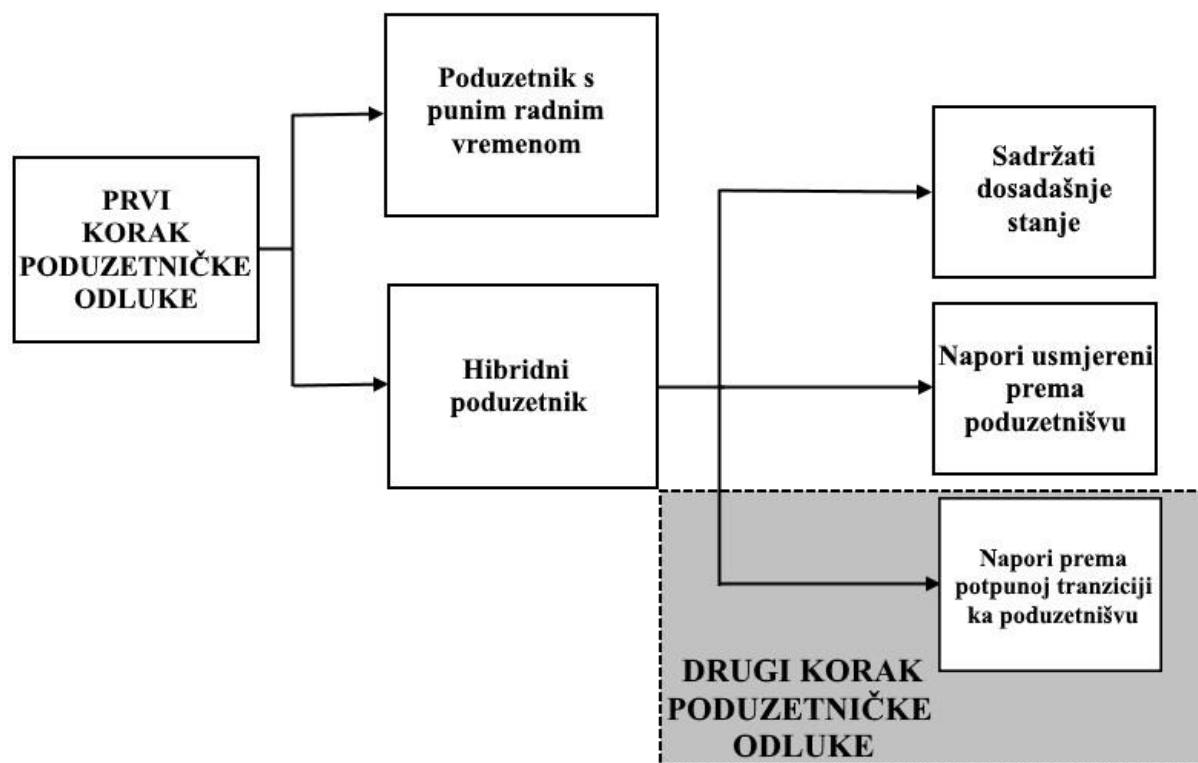 PRVI
KORAK
PODUZETNIČKE
ODLUKE
Poduzetnik s
punim radnim
vremenom
Hibridni
poduzetnik
Sadržati
dosadašnje
stanje
Napori usmjereni
prema
poduzetnišvu
Napori prema
potpunoj tranziciji
ka poduzetnišvu
DRUGI KORAK
PODUZETNIČKE
ODLUKE